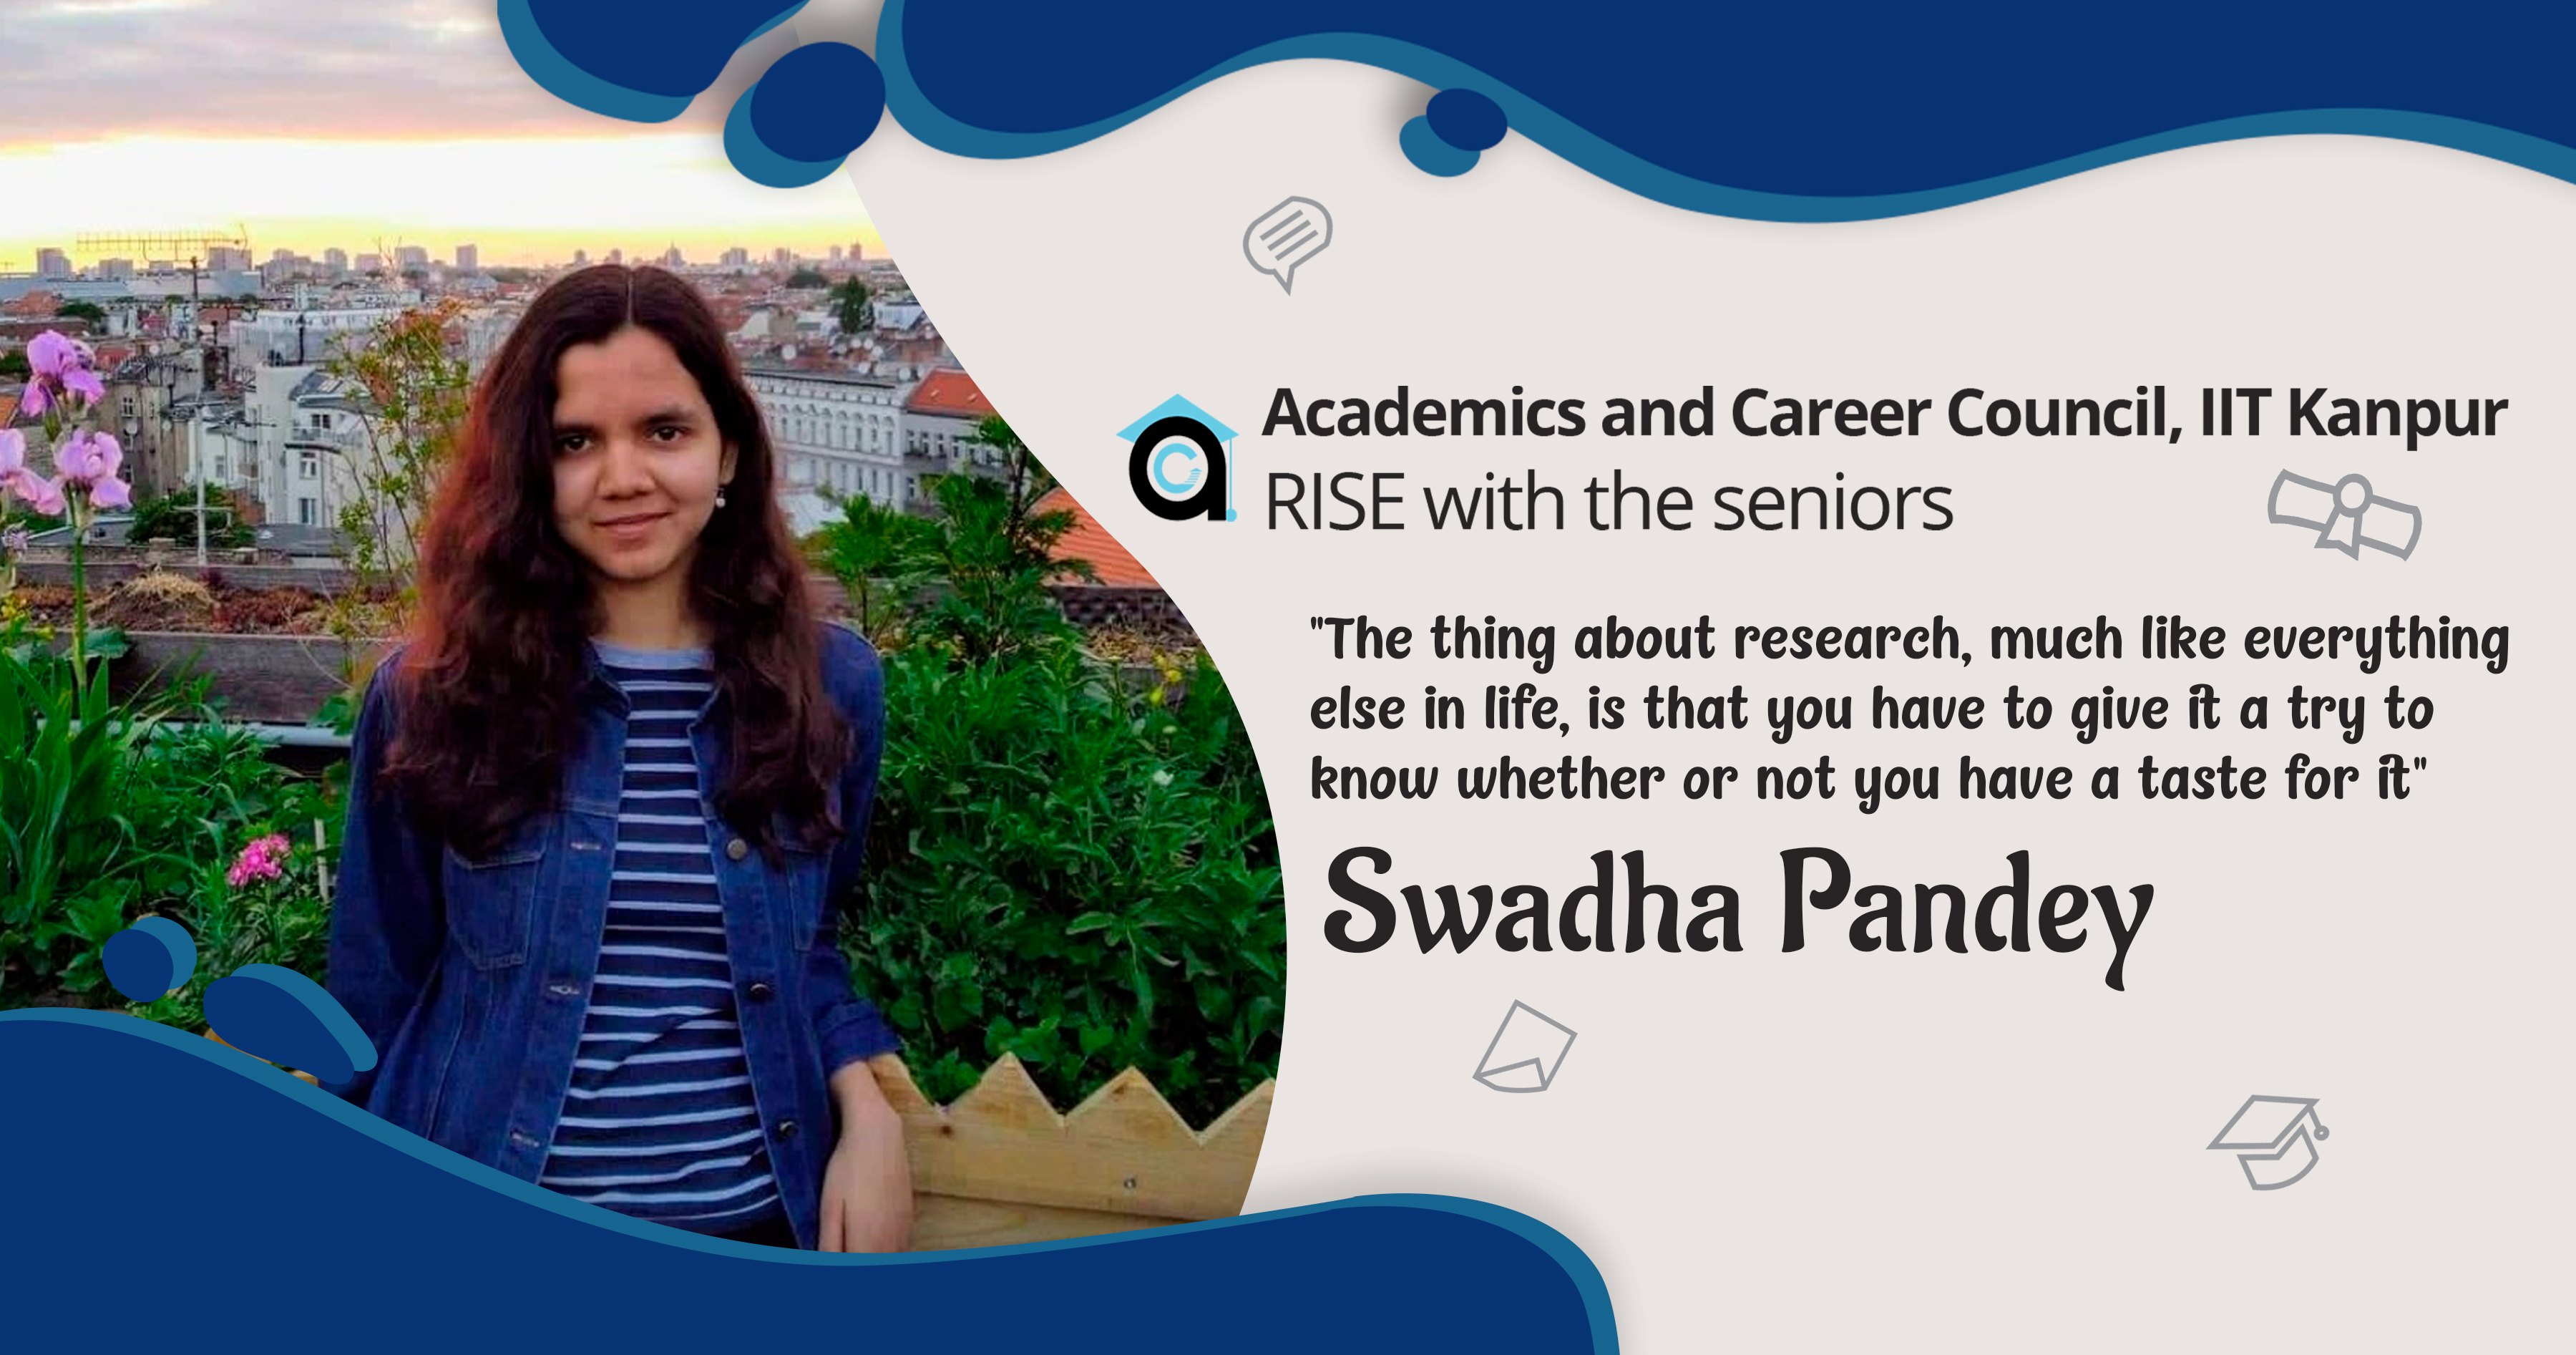 Academics and Career Council, IIT Kanpur
RISE with the seniors
"The thing about research, much like everything
else in life, is that you have to give it a try to
know whether or not you have a taste for it"
Swadha Pandey